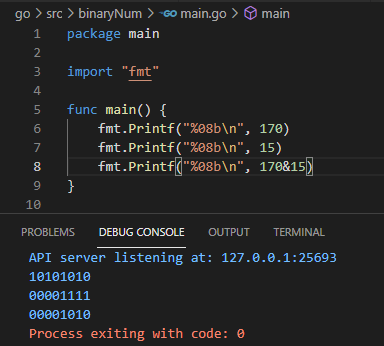 go > src > binaryNum > main.go > main
1 package main
2
3 import "fmt"
4
5 func main() {
6 fmt.Printf("%08b\n", 170)
7 fmt.Printf("%08b\n", 15)
8 fmt.Printf("%08b\n", 170&15)
9 }
10
PROBLEMS DEBUG CONSOLE OUTPUT TERMINAL
API server listening at: 127.0.0.1:25693
10101010
00001111
00001010
Process exiting with code: 0